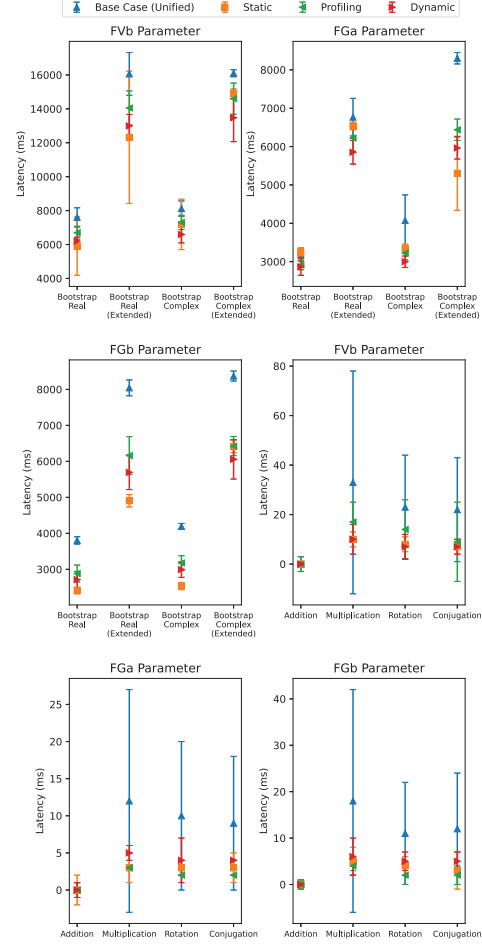 Base Case (Unified) Static Profiling Dynamic
FVb Parameter
Latency (ms)
16000
14000
12000
10000
8000
6000
4000
Bootstrap Real
Bootstrap Real (Extended)
Bootstrap Complex
Bootstrap Complex (Extended)
FGa Parameter
Latency (ms)
8000
7000
6000
5000
4000
3000
Bootstrap Real
Bootstrap Real (Extended)
Bootstrap Complex
Bootstrap Complex (Extended)
FGb Parameter
Latency (ms)
8000
7000
6000
5000
4000
3000
Bootstrap Real
Bootstrap Real (Extended)
Bootstrap Complex
Bootstrap Complex (Extended)
FVb Parameter
Latency (ms)
80
60
40
20
0
Addition Multiplication Rotation Conjugation
FGa Parameter
Latency (ms)
25
20
15
10
5
0
Addition Multiplication Rotation Conjugation
FGb Parameter
Latency (ms)
40
30
20
10
0
Addition Multiplication Rotation Conjugation